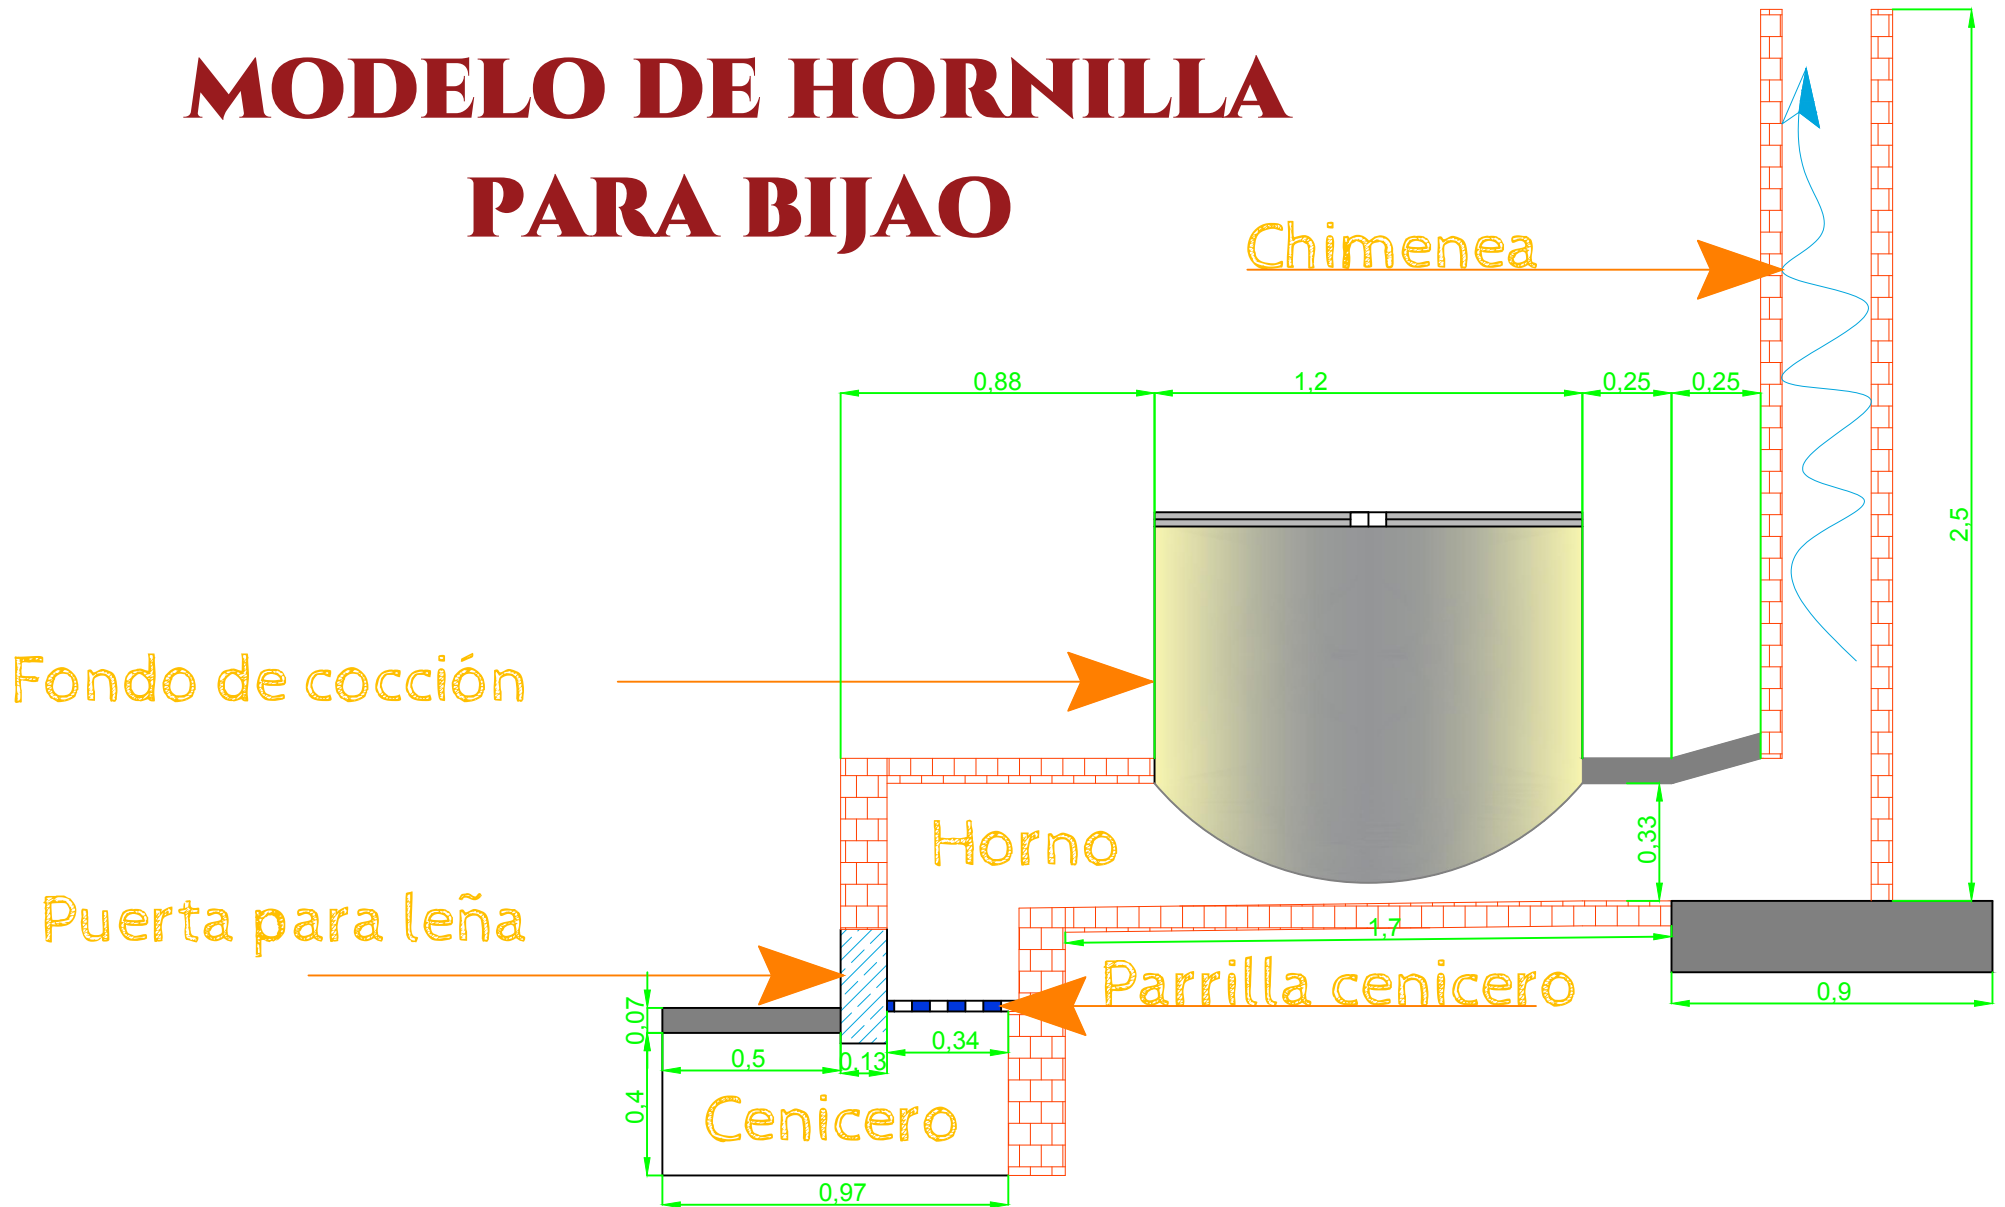 MODELO DE HORNILLA
PARA BIJAO
Chimenea
0,88
1,2
0,25
0,25
2,5
Fondo de cocción
Horno
0,33
Puerta para leña
1,7
Parrilla cenicero
0,9
0,07
0,5
0,13
0,34
0,4
Cenicero
0,97